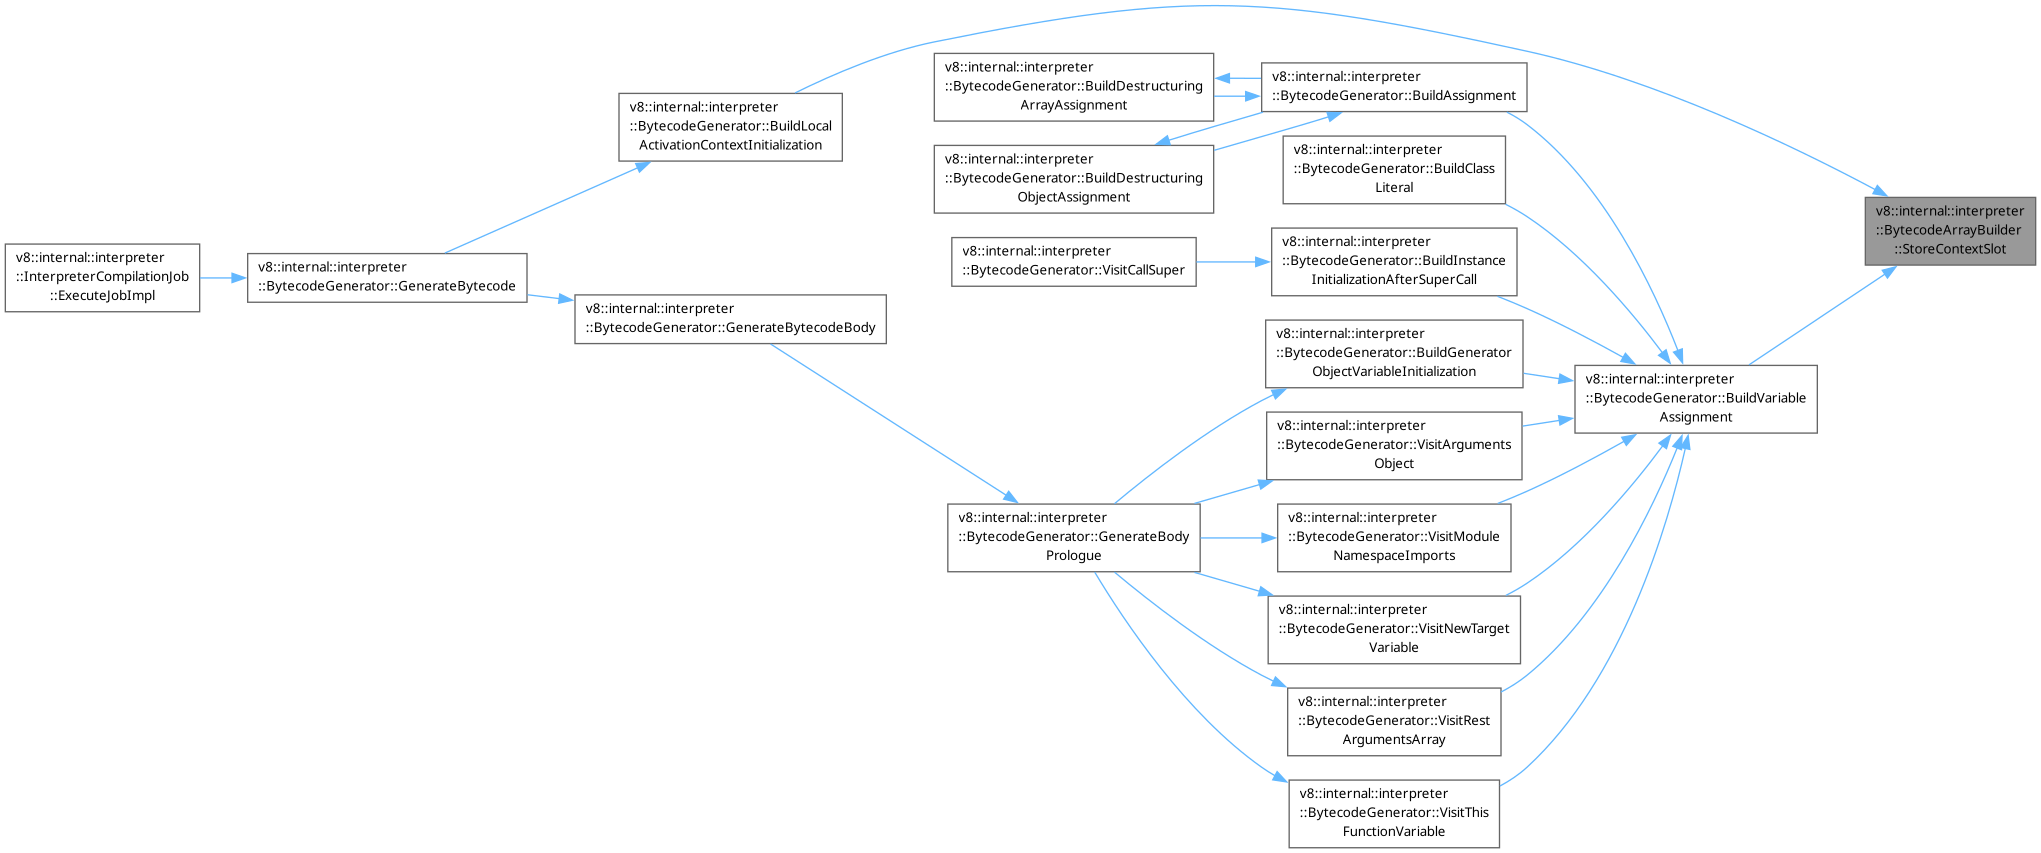 v8::internal::interpreter
::InterpreterCompilationJob
::ExecuteJobImpl
v8::internal::interpreter
::BytecodeGenerator::GenerateBytecode
v8::internal::interpreter
::BytecodeGenerator::BuildLocal
ActivationContextInitialization
v8::internal::interpreter
::BytecodeGenerator::GenerateBytecodeBody
v8::internal::interpreter
::BytecodeGenerator::BuildDestructuring
ArrayAssignment
v8::internal::interpreter
::BytecodeGenerator::BuildDestructuring
ObjectAssignment
v8::internal::interpreter
::BytecodeGenerator::VisitCallSuper
v8::internal::interpreter
::BytecodeGenerator::GenerateBody
Prologue
v8::internal::interpreter
::BytecodeGenerator::BuildAssignment
v8::internal::interpreter
::BytecodeGenerator::BuildClass
Literal
v8::internal::interpreter
::BytecodeGenerator::BuildInstance
InitializationAfterSuperCall
v8::internal::interpreter
::BytecodeGenerator::BuildGenerator
ObjectVariableInitialization
v8::internal::interpreter
::BytecodeGenerator::VisitArguments
Object
v8::internal::interpreter
::BytecodeGenerator::VisitModule
NamespaceImports
v8::internal::interpreter
::BytecodeGenerator::VisitNewTarget
Variable
v8::internal::interpreter
::BytecodeGenerator::VisitRest
ArgumentsArray
v8::internal::interpreter
::BytecodeGenerator::VisitThis
FunctionVariable
v8::internal::interpreter
::BytecodeGenerator::BuildVariable
Assignment
v8::internal::interpreter
::BytecodeArrayBuilder
::StoreContextSlot